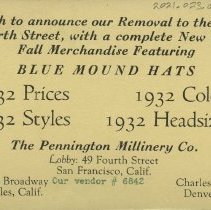 2021.023.0
h to announce our Removal to the
rth Street, with a complete New
Fall Merchandise Featuring
BLUE MOUND HATS
32 Prices 1932 Colo
32 Styles 1932 Headsiz
The Pennington Millinery Co.
Lobby: 49 Fourth Street
San Francisco, Calif.
Broadway Our vendor # 6842 Charles
les, Calif. Denve